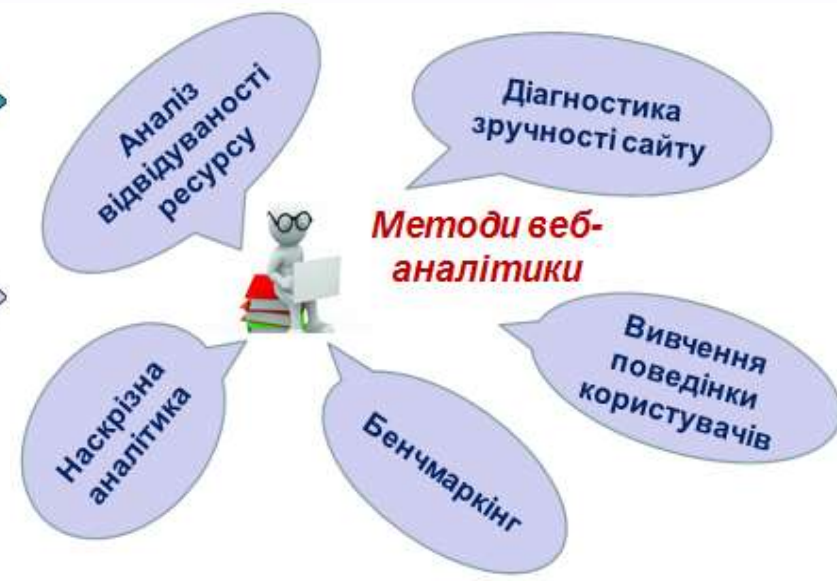 Аналіз
відвідуваності
ресурсу
Діагностика
зручності сайту
Методи веб-
аналітики
Вивчення
поведінки
користувачів
Наскрізна
аналітика
Бенчмаркінг